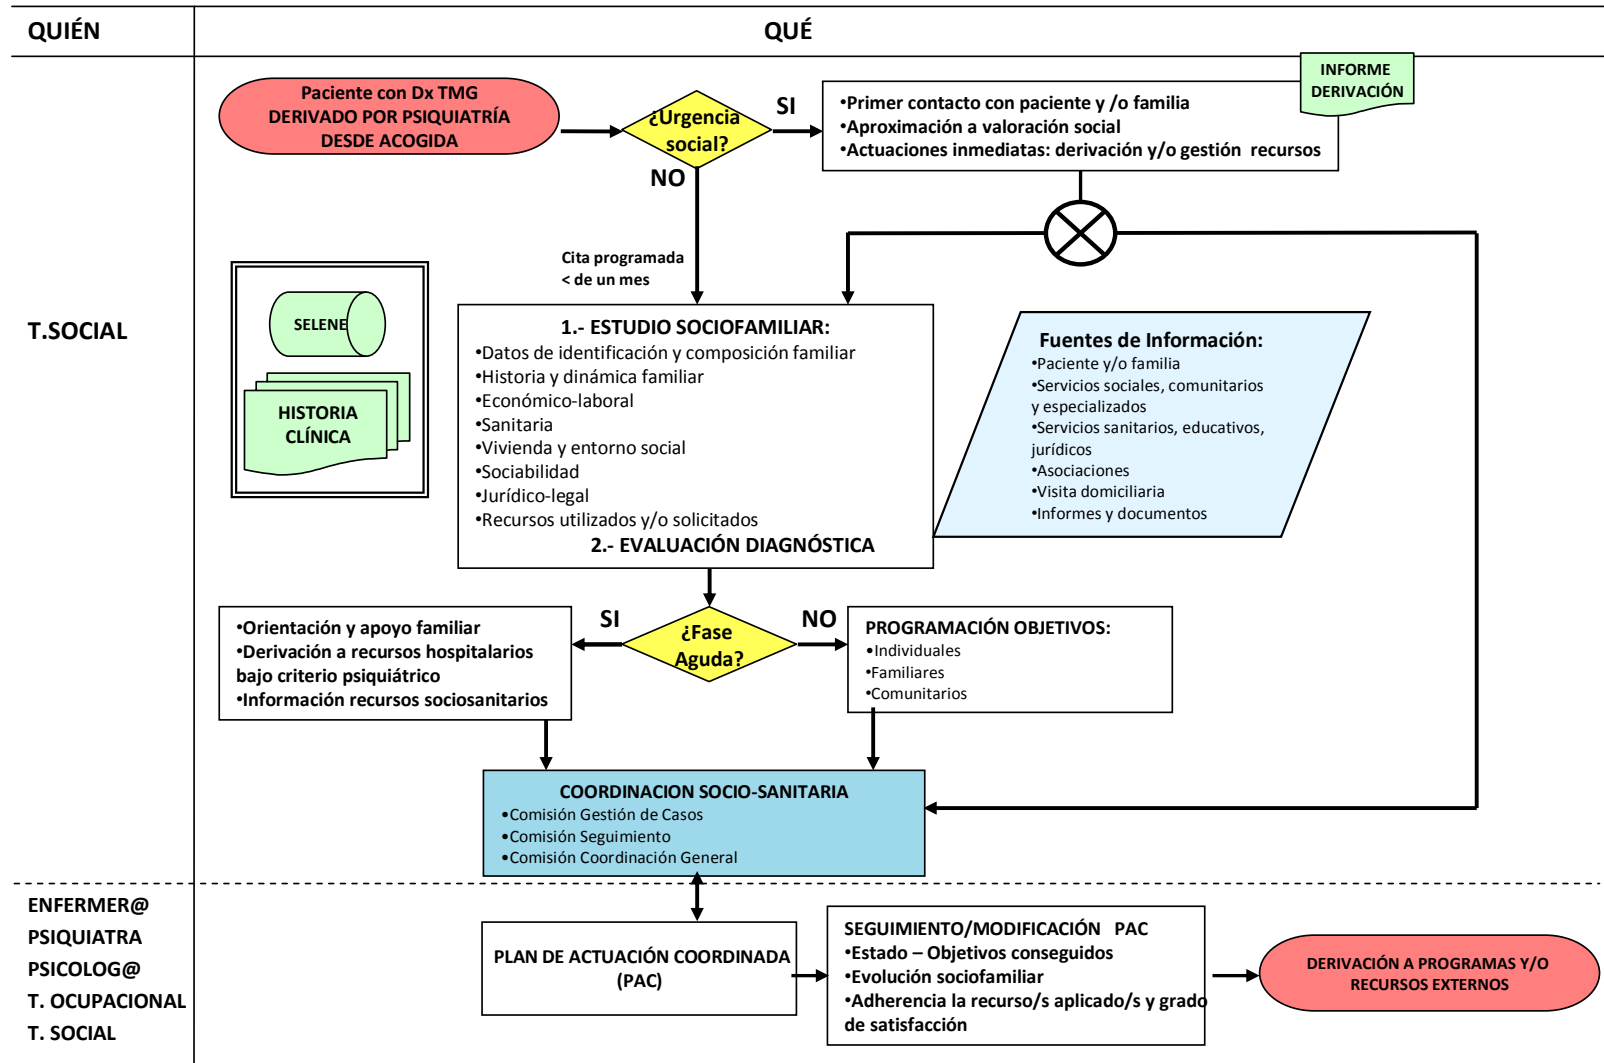 QUIÉN
QUÉ
INFORME
DERIVACIÓN
Paciente con Dx TMG
DERIVADO POR PSIQUIATRÍA
DESDE ACOGIDA
¿Urgencia
social?
SI
•Primer contacto con paciente y /o familia
•Aproximación a valoración social
•Actuaciones inmediatas: derivación y/o gestión recursos
NO
Cita programada
< de un mes
T.SOCIAL
SELENE
HISTORIA
CLÍNICA
1.- ESTUDIO SOCIOFAMILIAR:
•Datos de identificación y composición familiar
•Historia y dinámica familiar
•Económico-laboral
•Sanitaria
•Vivienda y entorno social
•Sociabilidad
•Jurídico-legal
•Recursos utilizados y/o solicitados
2.- EVALUACIÓN DIAGNÓSTICA
Fuentes de Información:
•Paciente y/o familia
•Servicios sociales, comunitarios
y especializados
•Servicios sanitarios, educativos,
jurídicos
•Asociaciones
•Visita domiciliaria
•Informes y documentos
•Orientación y apoyo familiar
•Derivación a recursos hospitalarios
bajo criterio psiquiátrico
•Información recursos sociosanitarios
SI
¿Fase
Aguda?
NO
PROGRAMACIÓN OBJETIVOS:
•Individuales
•Familiares
•Comunitarios
COORDINACION SOCIO-SANITARIA
•Comisión Gestión de Casos
•Comisión Seguimiento
•Comisión Coordinación General
ENFERMER@
PSIQUIATRA
PSICOLOG@
T. OCUPACIONAL
T. SOCIAL
PLAN DE ACTUACIÓN COORDINADA
(PAC)
SEGUIMIENTO/MODIFICACIÓN PAC
•Estado – Objetivos conseguidos
•Evolución sociofamiliar
•Adherencia la recurso/s aplicado/s y grado
de satisfacción
DERIVACIÓN A PROGRAMAS Y/O
RECURSOS EXTERNOS